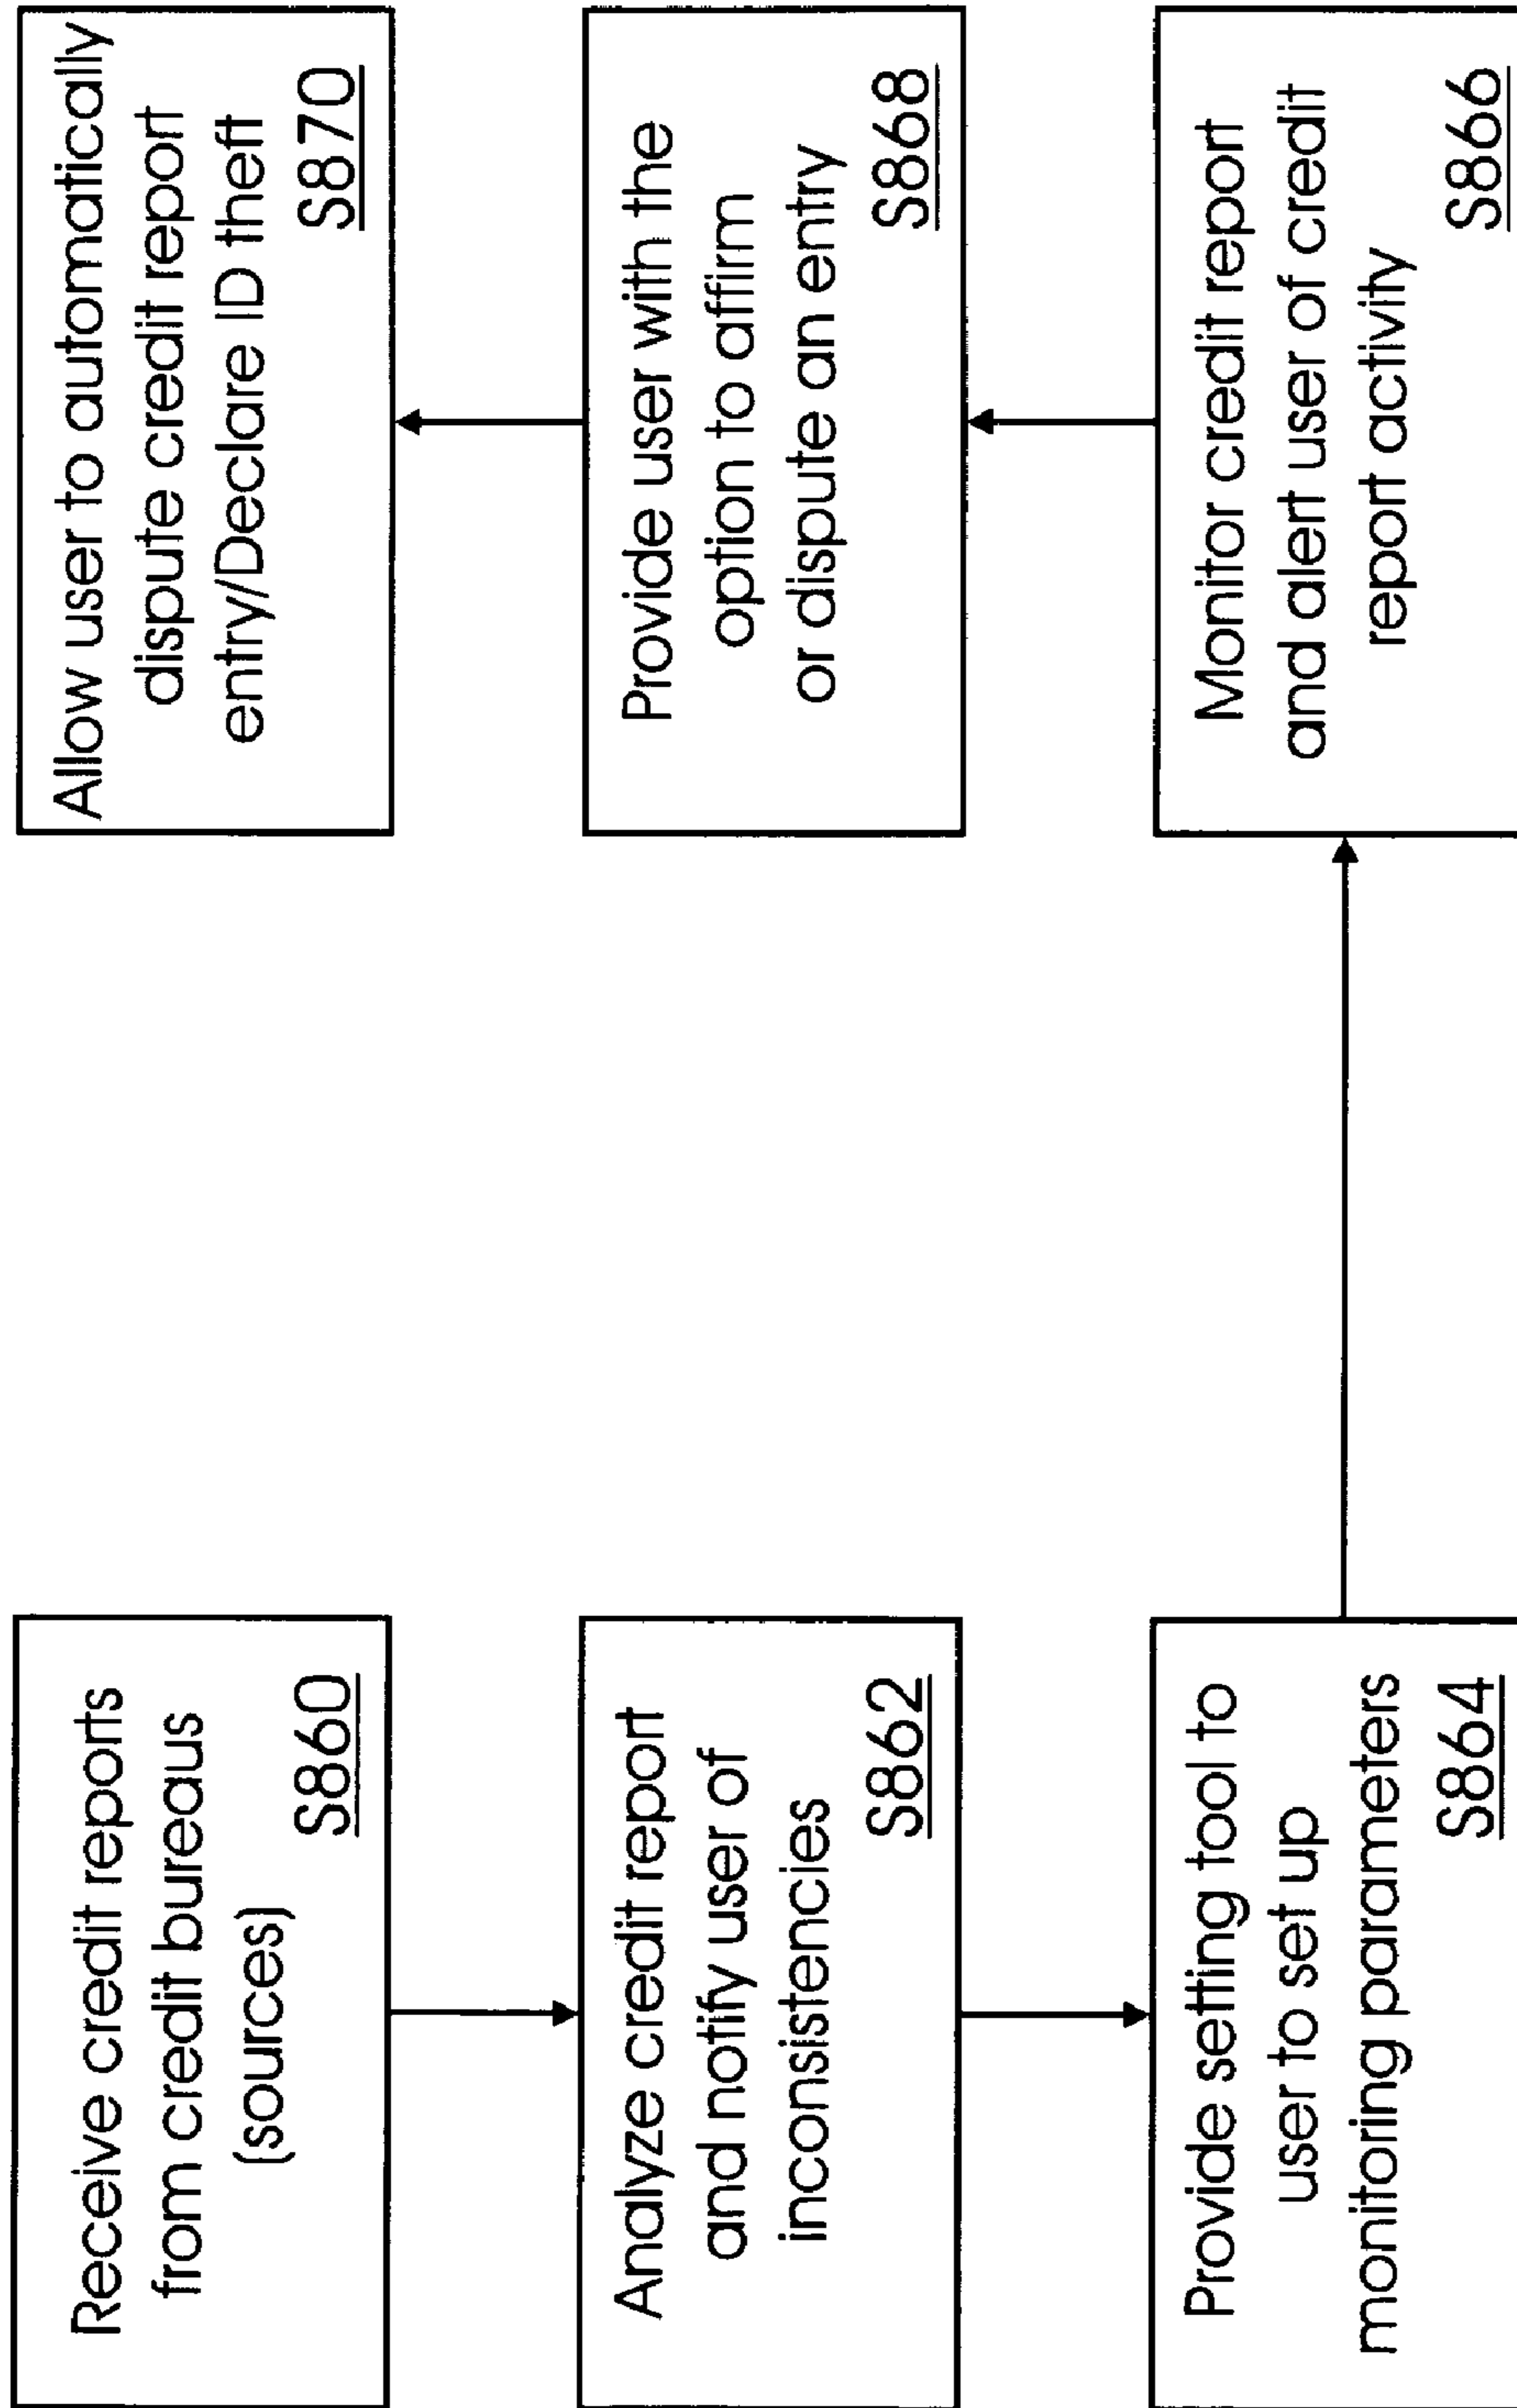 Receive credit reports
from credit bureaus
(sources)
S860
Analyze credit report
and notify user of
inconsistencies
S862
Provide setting tool to
user to set up
monitoring parameters
S864
Monitor credit report
and alert user of credit
report activity
S866
Provide user with the
option to affirm
or dispute an entry
S868
Allow user to automatically
dispute credit report
entry/Declare ID theft
S870